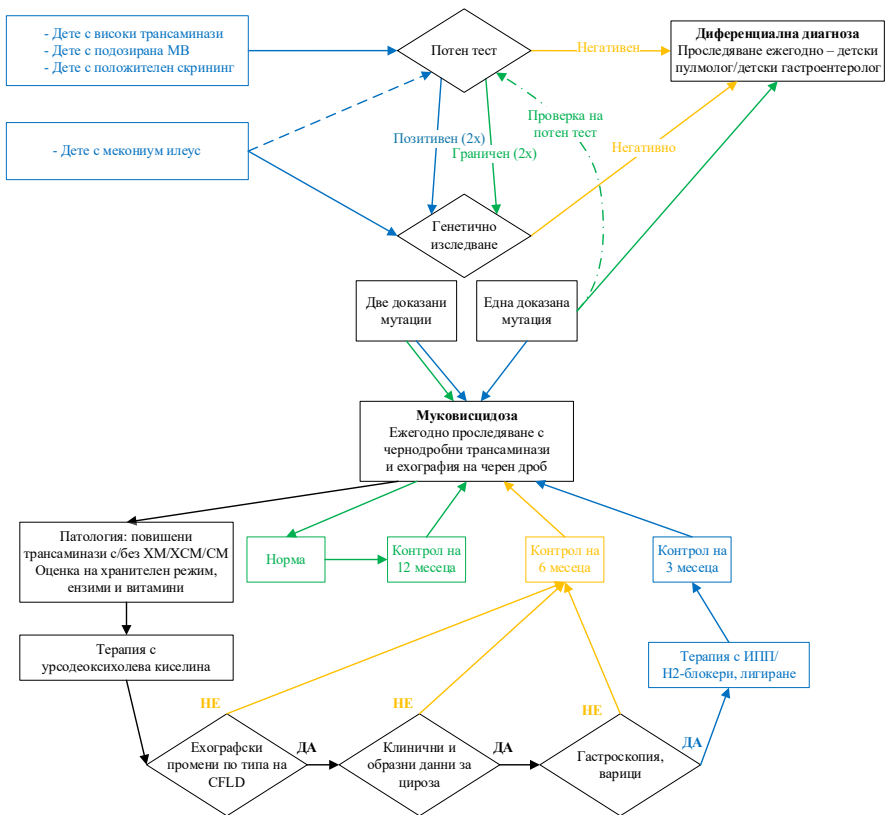 - Дете с високи трансаминази
- Дете с подозирана МВ
- Дете с положителен скрининг
Потен тест
Негативен
Диференциална диагноза
Проследяване ежегодно – детски
пулмолог/детски гастроентеролог
- Дете с мекониум илеус
Позитивен (2x)
Граничен (2x)
Проверка на
потен тест
Негативно
Генетично
изследване
Две доказани
мутации
Една доказана
мутация
Муковисцидоза
Ежегодно проследяване с
чернодробни трансаминази
и ехография на черен дроб
Патология: повишени
трансаминази с/без ХМ/ХСМ/СМ
Оценка на хранителен режим,
ензими и витамини
Норма
Контрол на
12 месеца
Контрол на
6 месеца
Контрол на
3 месеца
Терапия с
урсодеоксихолева киселина
Терапия с ИПП/
H2-блокери, лигиране
НЕ
НЕ
НЕ
Ехографски
промени по типа на
CFLD
ДА
Клинични и
образни данни за
цироза
ДА
Гастроскопия,
варици
ДА